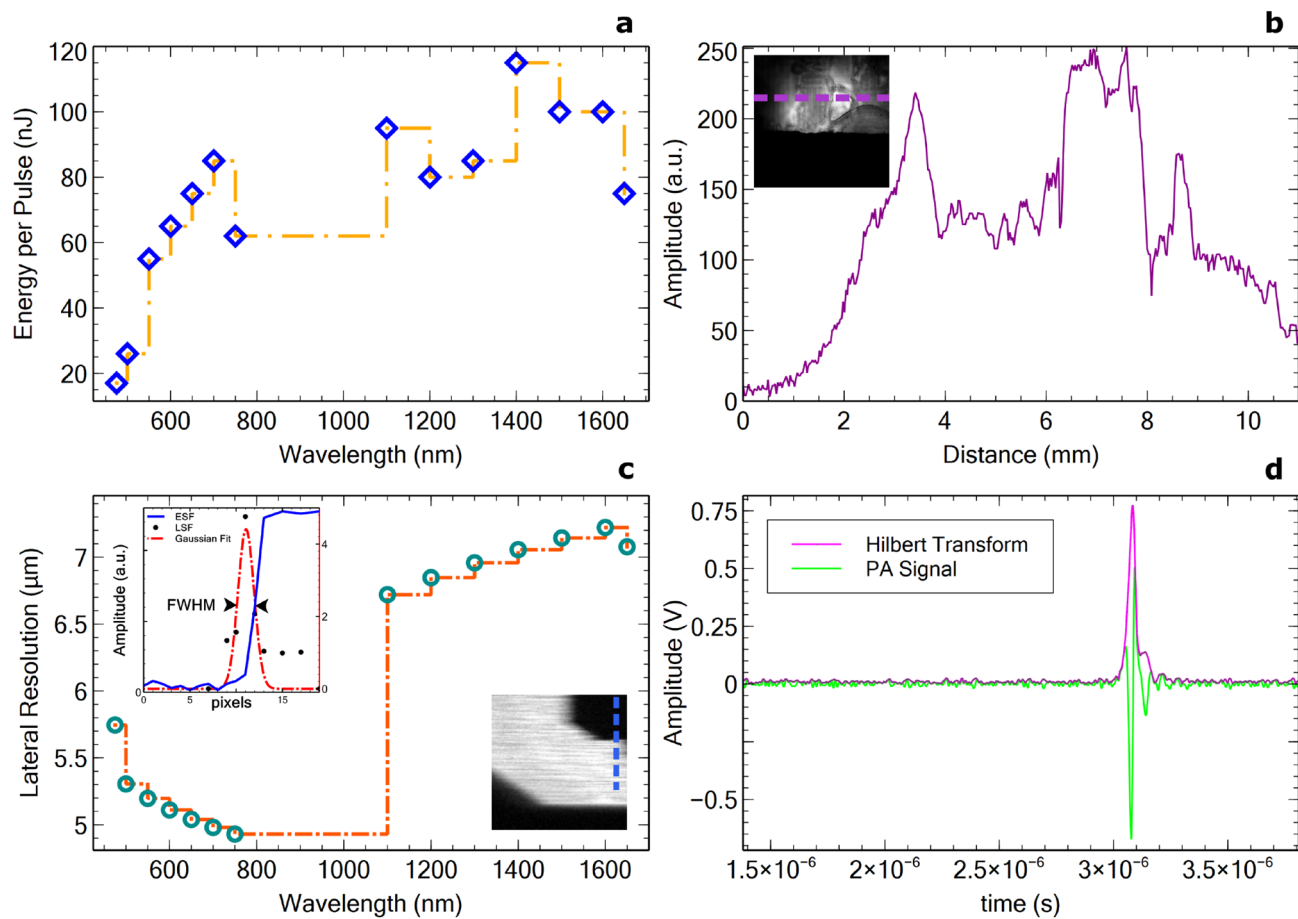 a
120
100
80
60
40
20
Energy per Pulse (nJ)
600 800 1000 1200 1400 1600
Wavelength (nm)
b
250
200
150
100
50
0
Amplitude (a.u.)
0 2 4 6 8 10
Distance (mm)
c
7
6.5
6
5.5
5
Lateral Resolution (µm)
ESF
LSF
Gaussian Fit
FWHM
Amplitude (a.u.)
4
2
0
0
0 5 10 15
pixels
600 800 1000 1200 1400 1600
Wavelength (nm)
d
0.75
0.5
0.25
0
−0.5
Amplitude (V)
Hilbert Transform
PA Signal
1.5×10⁻⁶ 2×10⁻⁶ 2.5×10⁻⁶ 3×10⁻⁶ 3.5×10⁻⁶
time (s)